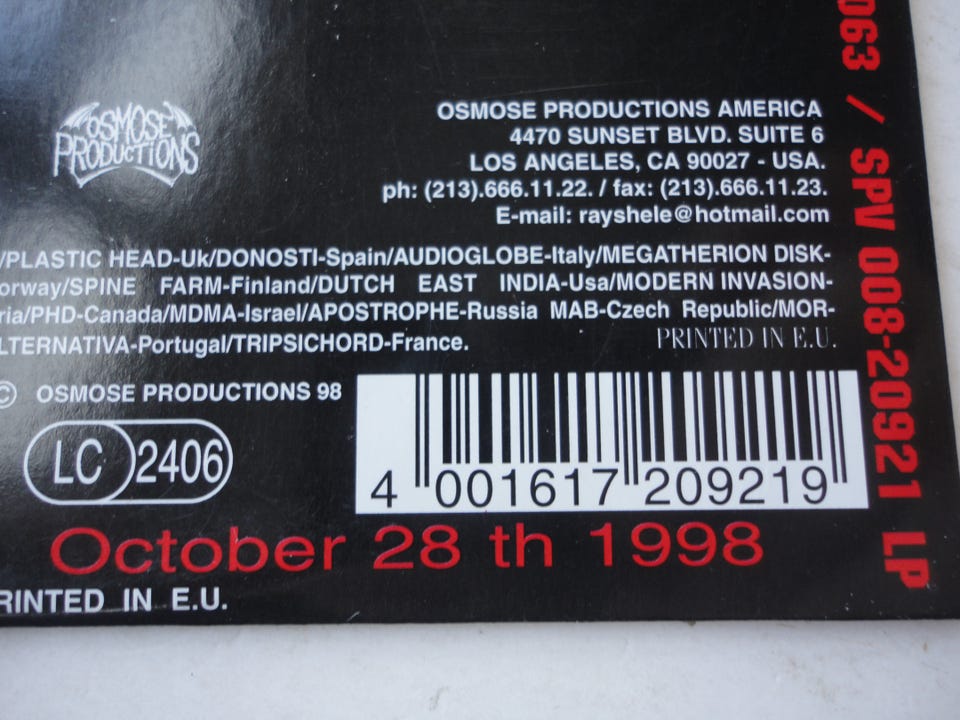 OSMOSE
PRODUCTIONS
OSMOSE PRODUCTIONS AMERICA
4470 SUNSET BLVD. SUITE 6
LOS ANGELES, CA 90027 - USA.
ph: (213).666.11.22. / fax: (213).666.11.23.
E-mail: rayshele@hotmail.com
/PLASTIC HEAD-Uk/DONOSTI-Spain/AUDIOGLOBE-Italy/MEGATHERION DISK-
orway/SPINE FARM-Finland/DUTCH EAST INDIA-Usa/MODERN INVASION-
ria/PHD-Canada/MDMA-Israel/APOSTROPHE-Russia MAB-Czech Republic/MOR-
LTERNATIVA-Portugal/TRIPSICHORD-France.
PRINTED IN E.U.
© OSMOSE PRODUCTIONS 98
LC 2406
4 001617 209219
October 28 th 1998
RINTED IN E.U.
063 / SPV 008-20921 LP